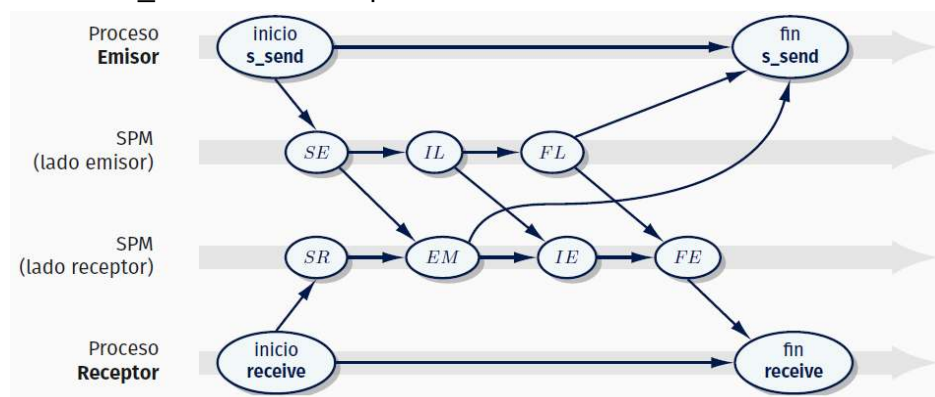 Proceso
Emisor
inicio
s_send
fin
s_send
SPM
(lado emisor)
SE
IL
FL
SPM
(lado receptor)
SR
EM
IE
FE
Proceso
Receptor
inicio
receive
fin
receive